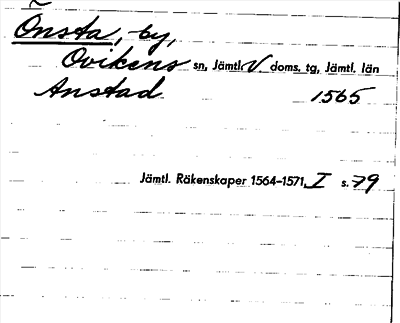 Önsta, by,
Ovikens sn, Jämtl. V doms. tg, Jämtl. län
Anstad 1565
Jämtl. Räkenskaper 1564-1571, I s. 79